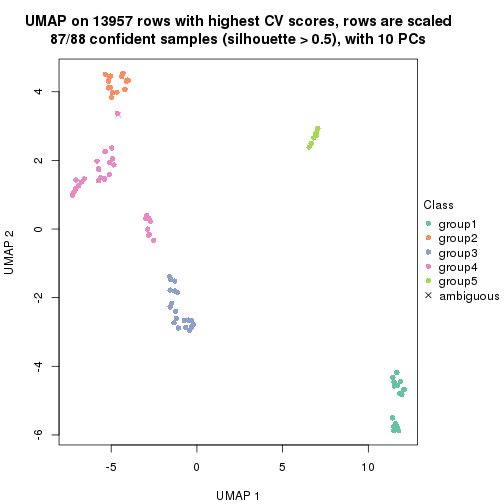 UMAP on 13957 rows with highest CV scores, rows are scaled
87/88 confident samples (silhouette > 0.5), with 10 PCs
4
2
0
-2
-4
-6
UMAP 2
-5
0
5
10
UMAP 1
Class
group1
group2
group3
group4
group5
ambiguous